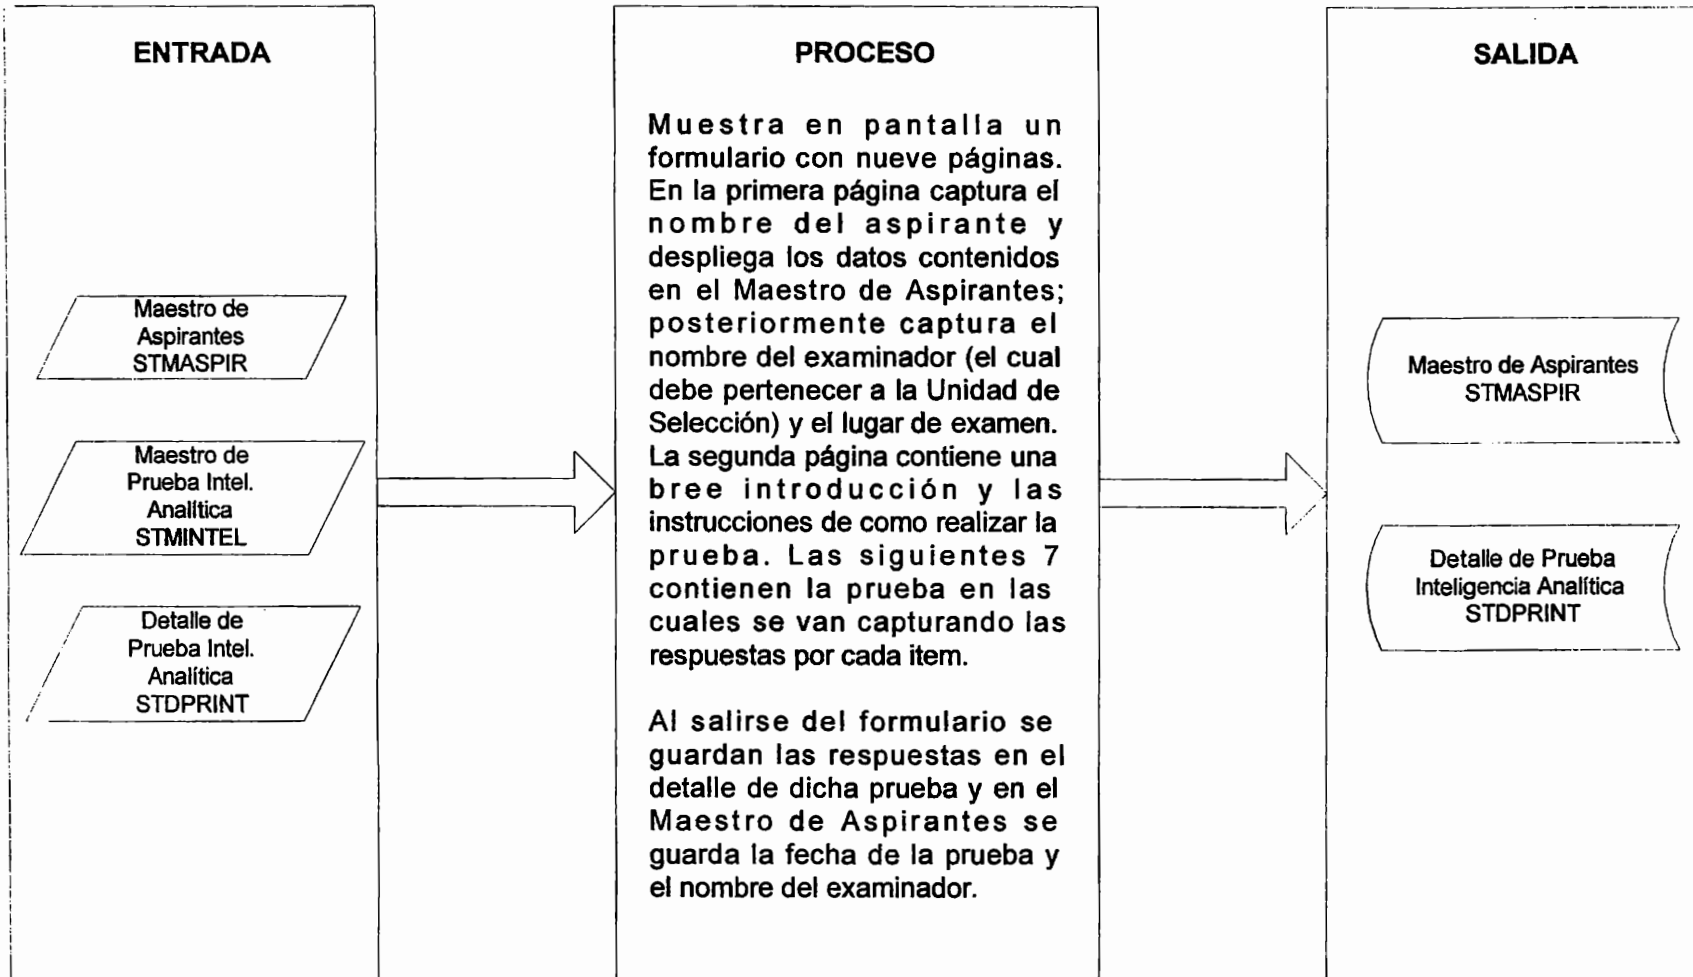 ENTRADA
Maestro de
Aspirantes
STMASPIR
Maestro de
Prueba Intel.
Analítica
STMINTEL
Detalle de
Prueba Intel.
Analítica
STDPRINT
PROCESO
Muestra en pantalla un
formulario con nueve páginas.
En la primera página captura el
nombre del aspirante y
despliega los datos contenidos
en el Maestro de Aspirantes;
posteriormente captura el
nombre del examinador (el cual
debe pertenecer a la Unidad de
Selección) y el lugar de examen.
La segunda página contiene una
bree introducción y las
instrucciones de como realizar la
prueba. Las siguientes 7
contienen la prueba en las
cuales se van capturando las
respuestas por cada item.
Al salirse del formulario se
guardan las respuestas en el
detalle de dicha prueba y en el
Maestro de Aspirantes se
guarda la fecha de la prueba y
el nombre del examinador.
SALIDA
Maestro de Aspirantes
STMASPIR
Detalle de Prueba
Inteligencia Analítica
STDPRINT